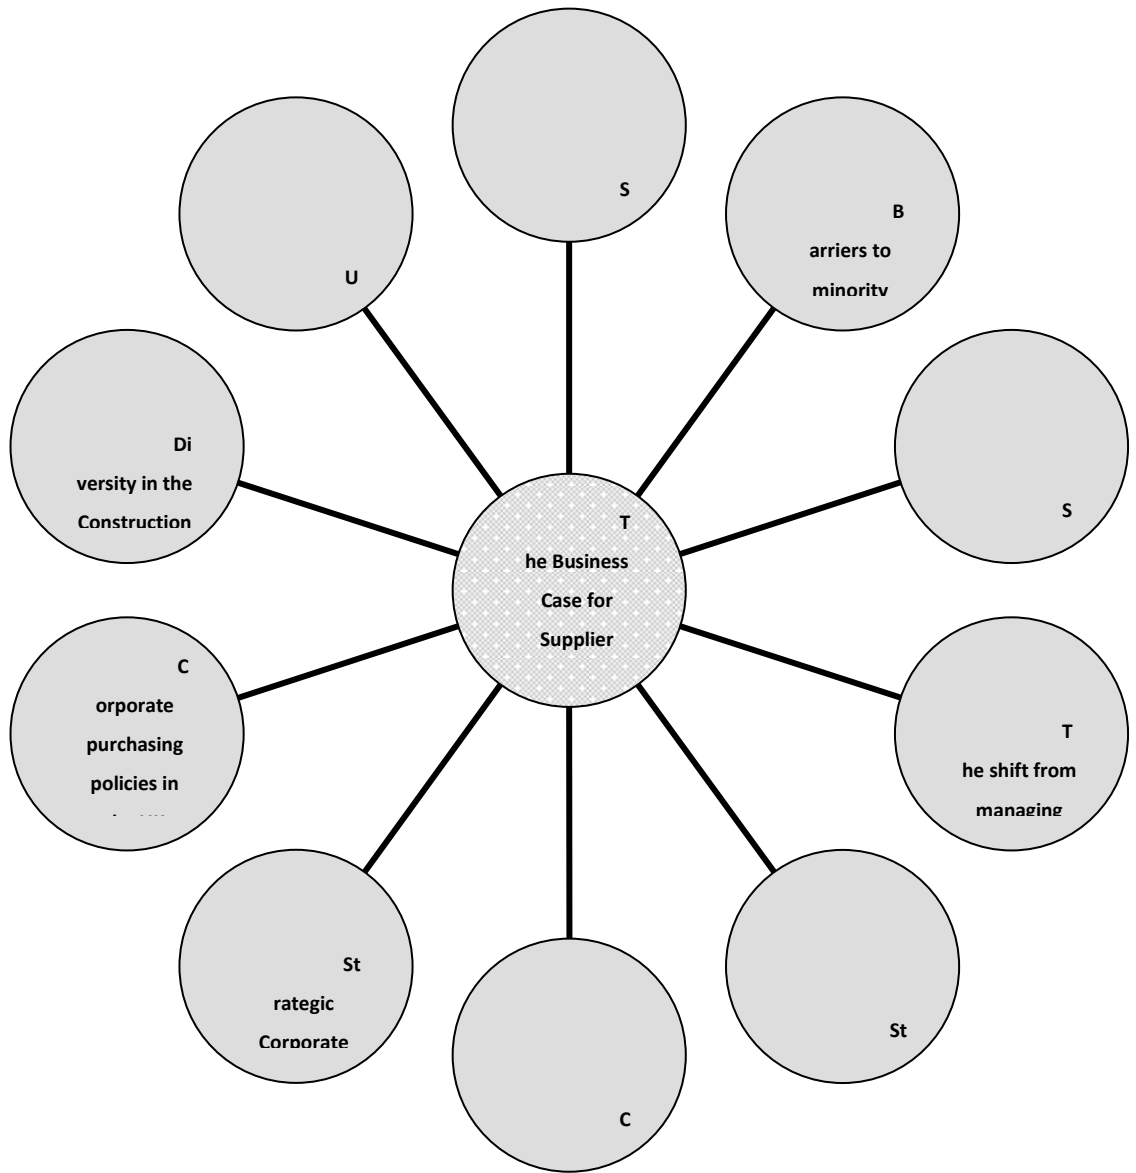 S
B
arriers to
minority
S
T
he shift from
managing
St
C
St
rategic
Corporate
C
orporate
purchasing
policies in
Di
versity in the
Construction
U
T
he Business
Case for
Supplier